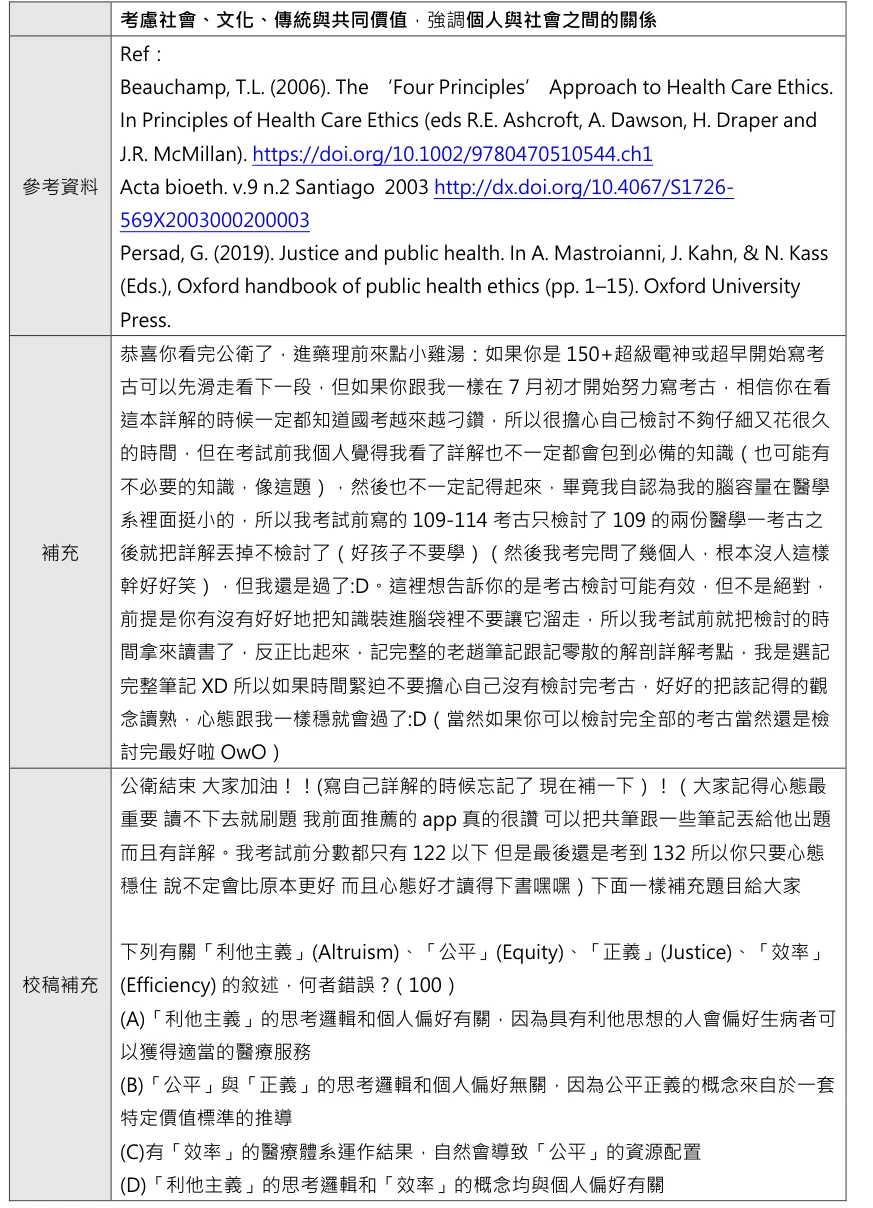 考慮社會、文化、傳統與共同價值，強調個人與社會之間的關係
參考資料
Ref：
Beauchamp, T.L. (2006). The ‘Four Principles’ Approach to Health Care Ethics.
In Principles of Health Care Ethics (eds R.E. Ashcroft, A. Dawson, H. Draper and
J.R. McMillan). https://doi.org/10.1002/9780470510544.ch1
Acta bioeth. v.9 n.2 Santiago 2003 http://dx.doi.org/10.4067/S1726-
569X2003000200003
Persad, G. (2019). Justice and public health. In A. Mastroianni, J. Kahn, & N. Kass
(Eds.), Oxford handbook of public health ethics (pp. 1–15). Oxford University
Press.
補充
恭喜你看完公衛了，進藥理前來點小雞湯：如果你是 150+超級電神或超早開始寫考
古可以先滑走看下一段，但如果你跟我一樣在 7 月初才開始努力寫考古，相信你在看
這本詳解的時候一定都知道國考越來越刁鑽，所以很擔心自己檢討不夠仔細又花很久
的時間，但在考試前我個人覺得我看了詳解也不一定都會包到必備的知識（也可能有
不必要的知識，像這題），然後也不一定記得起來，畢竟我自認為我的腦容量在醫學
系裡面挺小的，所以我考試前寫的 109-114 考古只檢討了 109 的兩份醫學一考古之
後就把詳解丟掉不檢討了（好孩子不要學）（然後我考完問了幾個人，根本沒人這樣
幹好好笑），但我還是過了:D。這裡想告訴你的是考古檢討可能有效，但不是絕對，
前提是你有沒有好好地把知識裝進腦袋裡不要讓它溜走，所以我考試前就把檢討的時
間拿來讀書了，反正比起來，記完整的老趙筆記跟記零散的解剖詳解考點，我是選記
完整筆記 XD 所以如果時間緊迫不要擔心自己沒有檢討完考古，好好的把該記得的觀
念讀熟，心態跟我一樣穩就會過了:D（當然如果你可以檢討完全部的考古當然還是檢
討完最好啦 OwO）
校稿補充
公衛結束 大家加油！！(寫自己詳解的時候忘記了 現在補一下）！（大家記得心態最
重要 讀不下去就刷題 我前面推薦的 app 真的很讚 可以把共筆跟一些筆記丟給他出題
而且有詳解。我考試前分數都只有 122 以下 但是最後還是考到 132 所以你只要心態
穩住 說不定會比原本更好 而且心態好才讀得下書嘿嘿）下面一樣補充題目給大家
下列有關「利他主義」(Altruism)、「公平」(Equity)、「正義」(Justice)、「效率」
(Efficiency) 的敘述，何者錯誤？（100）
(A)「利他主義」的思考邏輯和個人偏好有關，因為具有利他思想的人會偏好生病者可
以獲得適當的醫療服務
(B)「公平」與「正義」的思考邏輯和個人偏好無關，因為公平正義的概念來自於一套
特定價值標準的推導
(C)有「效率」的醫療體系運作結果，自然會導致「公平」的資源配置
(D)「利他主義」的思考邏輯和「效率」的概念均與個人偏好有關